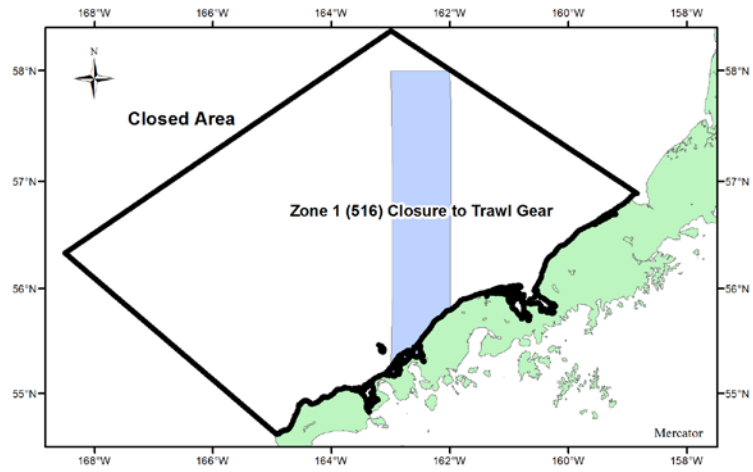 168°W 166°W 164°W 162°W 160°W 158°W
N
58°N 58°N
Closed Area
57°N 57°N
Zone 1 (516) Closure to Trawl Gear
56°N 56°N
55°N 55°N
Mercator
168°W 166°W 164°W 162°W 160°W 158°W